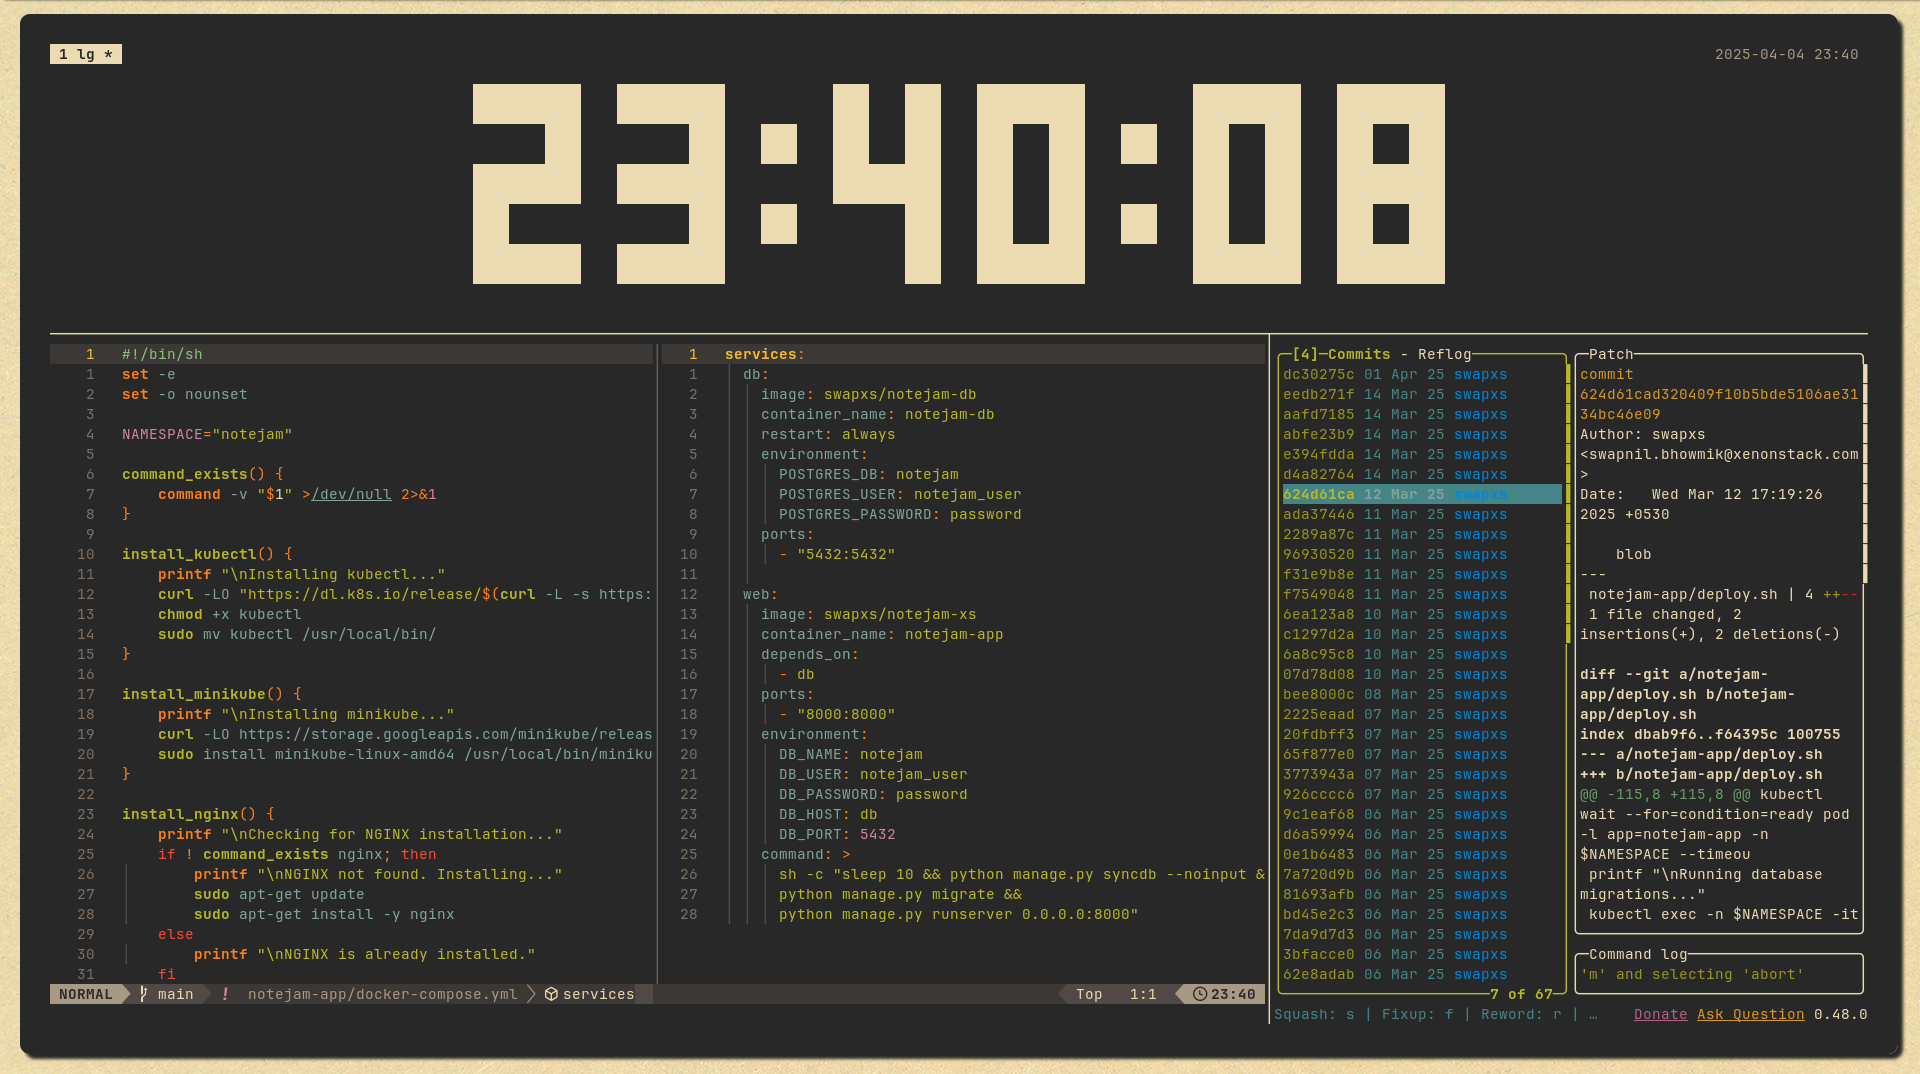 1 lg *
2025-04-04 23:40
23:40:08
1 #!/bin/sh
1 set -e
2 set -o nounset
3
4 NAMESPACE="notejam"
5
6 command_exists() {
7 command -v "$1" >/dev/null 2>&1
8 }
9
10 install_kubectl() {
11 printf "\nInstalling kubectl..."
12 curl -LO "https://dl.k8s.io/release/$(curl -L -s https:
13 chmod +x kubectl
14 sudo mv kubectl /usr/local/bin/
15 }
16
17 install_minikube() {
18 printf "\nInstalling minikube..."
19 curl -LO https://storage.googleapis.com/minikube/releas
20 sudo install minikube-linux-amd64 /usr/local/bin/miniku
21 }
22
23 install_nginx() {
24 printf "\nChecking for NGINX installation..."
25 if ! command_exists nginx; then
26 printf "\nNGINX not found. Installing..."
27 sudo apt-get update
28 sudo apt-get install -y nginx
29 else
30 printf "\nNGINX is already installed."
31 fi
1 services:
1 db:
2 image: swapxs/notejam-db
3 container_name: notejam-db
4 restart: always
5 environment:
6 POSTGRES_DB: notejam
7 POSTGRES_USER: notejam_user
8 POSTGRES_PASSWORD: password
9 ports:
10 - "5432:5432"
11
12 web:
13 image: swapxs/notejam-xs
14 container_name: notejam-app
15 depends_on:
16 - db
17 ports:
18 - "8000:8000"
19 environment:
20 DB_NAME: notejam
21 DB_USER: notejam_user
22 DB_PASSWORD: password
23 DB_HOST: db
24 DB_PORT: 5432
25 command: >
26 sh -c "sleep 10 && python manage.py syncdb --noinput &
27 python manage.py migrate &&
28 python manage.py runserver 0.0.0.0:8000"
NORMAL main ! notejam-app/docker-compose.yml services Top 1:1 23:40
[4]─Commits - Reflog
dc30275c 01 Apr 25 swapxs
eedb271f 14 Mar 25 swapxs
aafd7185 14 Mar 25 swapxs
abfe23b9 14 Mar 25 swapxs
e394fdda 14 Mar 25 swapxs
d4a82764 14 Mar 25 swapxs
624d61ca 12 Mar 25 swapxs
ada37446 11 Mar 25 swapxs
2289a87c 11 Mar 25 swapxs
96930520 11 Mar 25 swapxs
f31e9b8e 11 Mar 25 swapxs
f7549048 11 Mar 25 swapxs
6ea123a8 10 Mar 25 swapxs
c1297d2a 10 Mar 25 swapxs
6a8c95c8 10 Mar 25 swapxs
07d78d08 10 Mar 25 swapxs
bee8000c 08 Mar 25 swapxs
2225eaad 07 Mar 25 swapxs
20fdbff3 07 Mar 25 swapxs
65f877e0 07 Mar 25 swapxs
3773943a 07 Mar 25 swapxs
926cccc6 07 Mar 25 swapxs
9c1eaf68 06 Mar 25 swapxs
d6a59994 06 Mar 25 swapxs
0e1b6483 06 Mar 25 swapxs
7a720d9b 06 Mar 25 swapxs
81693afb 06 Mar 25 swapxs
bd45e2c3 06 Mar 25 swapxs
7da9d7d3 06 Mar 25 swapxs
3bfacce0 06 Mar 25 swapxs
62e8adab 06 Mar 25 swapxs
7 of 67
Patch
commit
624d61cad320409f10b5bde5106ae31
34bc46e09
Author: swapxs
<swapnil.bhowmik@xenonstack.com
>
Date:   Wed Mar 12 17:19:26
2025 +0530
blob
---
notejam-app/deploy.sh | 4 ++--
1 file changed, 2
insertions(+), 2 deletions(-)
diff --git a/notejam-
app/deploy.sh b/notejam-
app/deploy.sh
index dbab9f6..f64395c 100755
--- a/notejam-app/deploy.sh
+++ b/notejam-app/deploy.sh
@@ -115,8 +115,8 @@ kubectl
wait --for=condition=ready pod
-l app=notejam-app -n
$NAMESPACE --timeou
printf "\nRunning database
migrations..."
kubectl exec -n $NAMESPACE -it
Command log
'm' and selecting 'abort'
Squash: s | Fixup: f | Reword: r | … Donate Ask Question 0.48.0